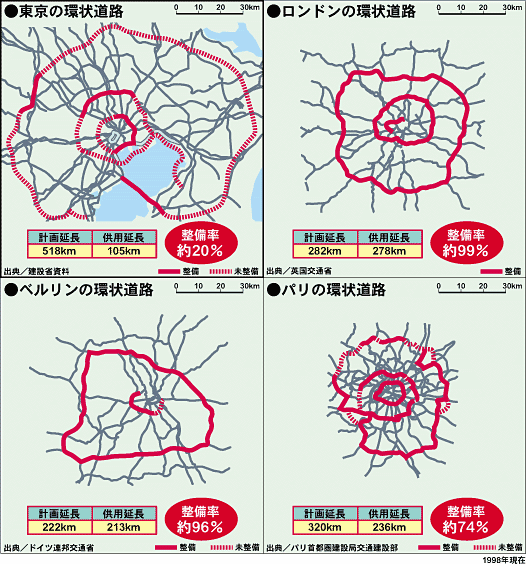 ●東京の環状道路
0 10 20 30km
計画延長 供用延長
518km 105km
整備率
約20%
出典／建設省資料
整備 未整備
●ロンドンの環状道路
0 10 20 30km
計画延長 供用延長
282km 278km
整備率
約99%
出典／英国交通省
整備
●ベルリンの環状道路
0 10 20 30km
計画延長 供用延長
222km 213km
整備率
約96%
出典／ドイツ連邦交通省
整備 未整備
●パリの環状道路
0 10 20 30km
計画延長 供用延長
320km 236km
整備率
約74%
出典／パリ首都圏建設局交通建設部
整備 未整備
1998年現在